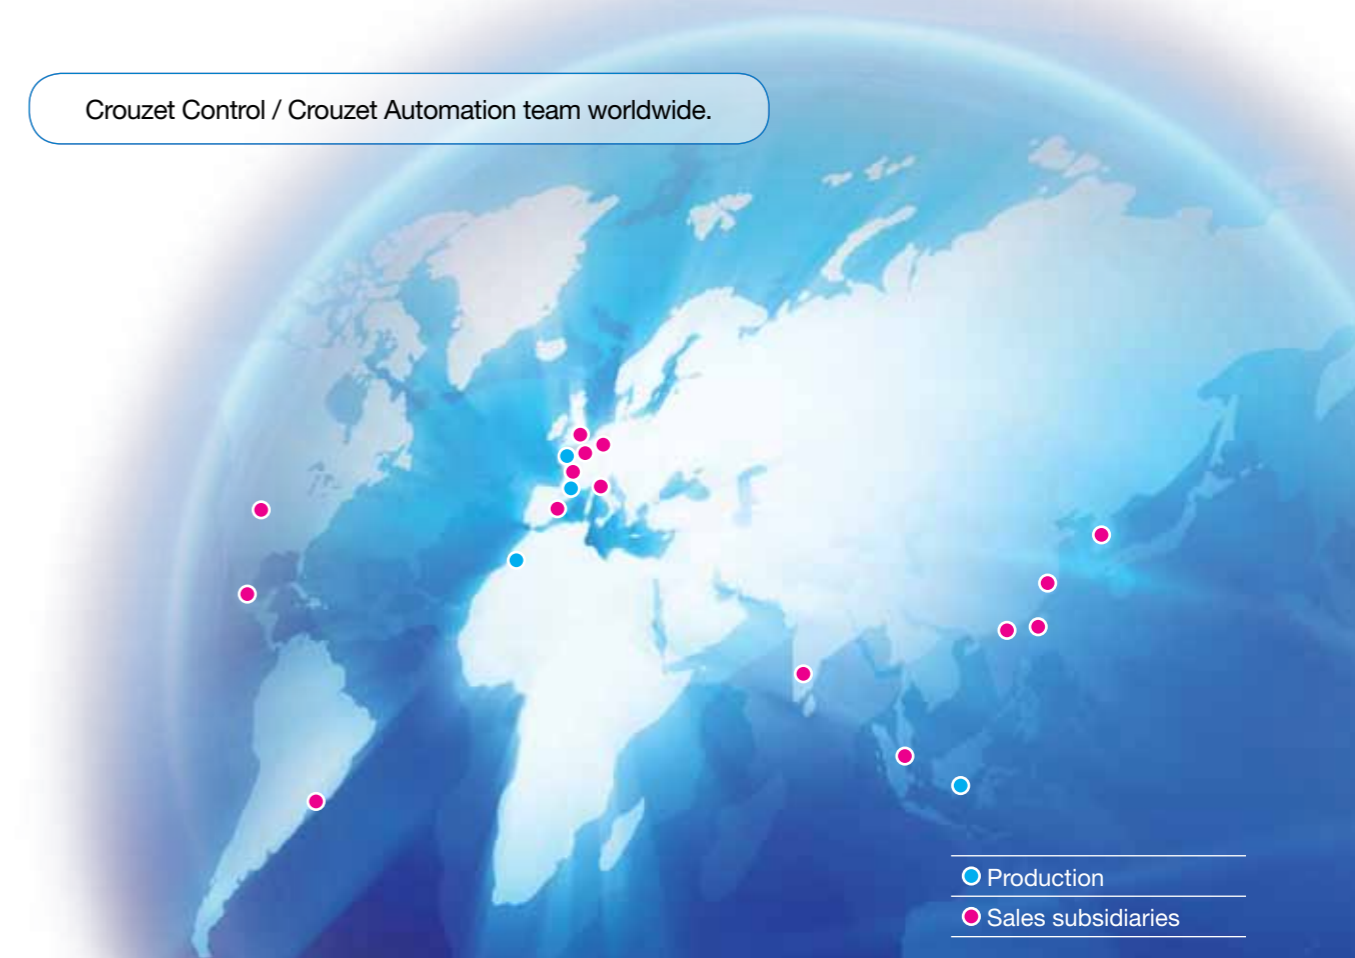 Crouzet Control / Crouzet Automation team worldwide.
Production
Sales subsidiaries